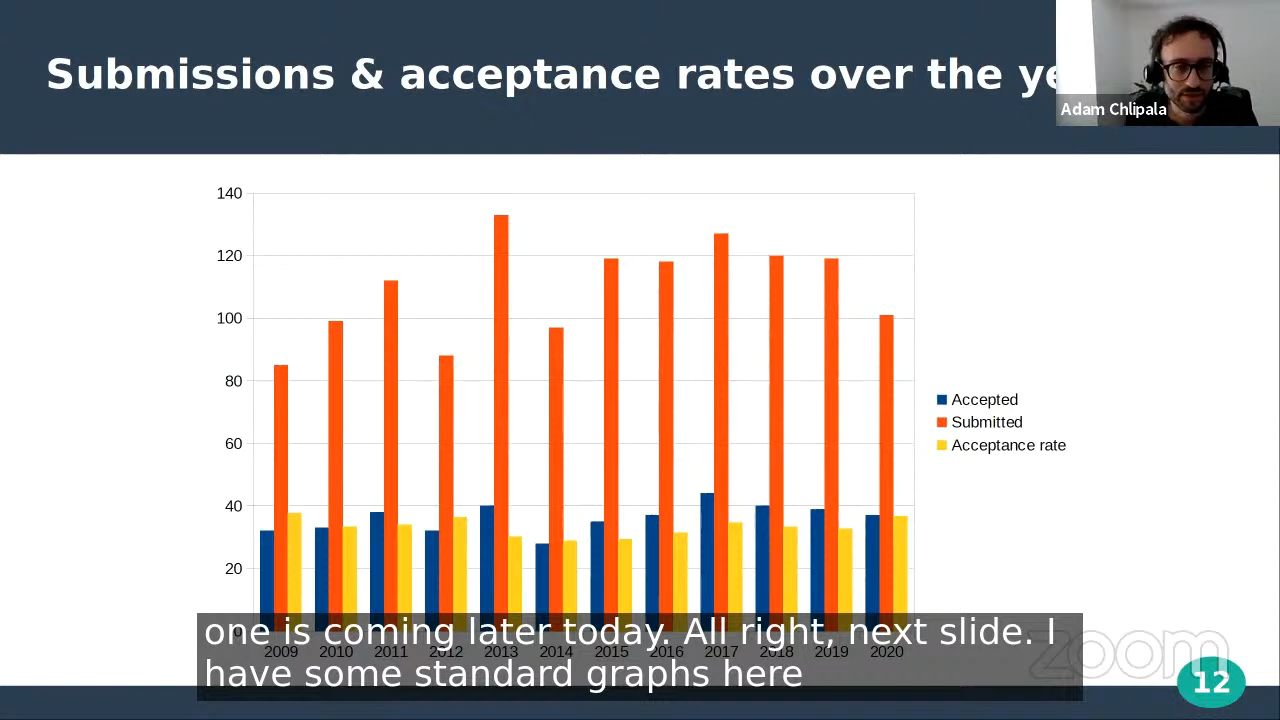 Submissions & acceptance rates over the ye
Adam Chlipala
140
120
100
80
60
40
20
0
Accepted
Submitted
Acceptance rate
2009 2010 2011 2012 2013 2014 2015 2016 2017 2018 2019 2020
one is coming later today. All right, next slide. I
have some standard graphs here
zoom
12